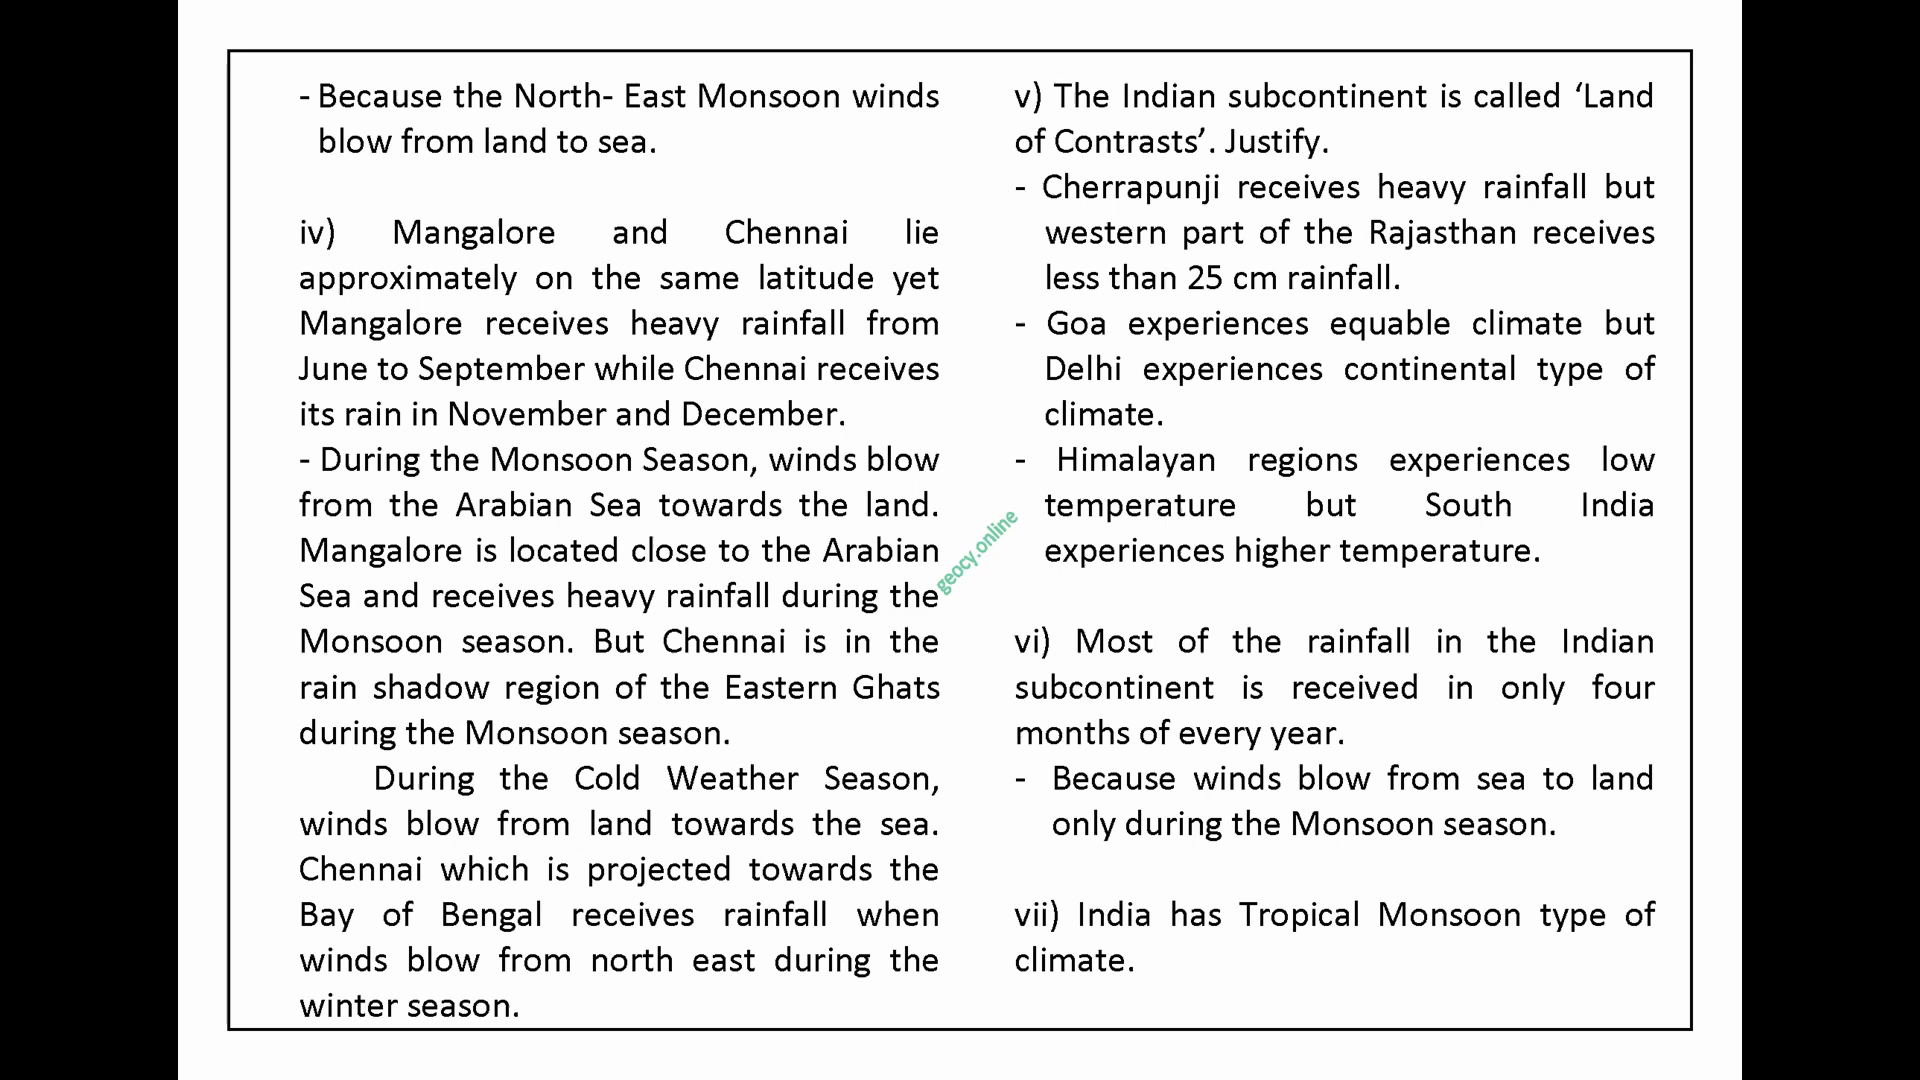 - Because the North- East Monsoon winds
blow from land to sea.
iv) Mangalore and Chennai lie
approximately on the same latitude yet
Mangalore receives heavy rainfall from
June to September while Chennai receives
its rain in November and December.
- During the Monsoon Season, winds blow
from the Arabian Sea towards the land.
Mangalore is located close to the Arabian
Sea and receives heavy rainfall during the
Monsoon season. But Chennai is in the
rain shadow region of the Eastern Ghats
during the Monsoon season.
During the Cold Weather Season,
winds blow from land towards the sea.
Chennai which is projected towards the
Bay of Bengal receives rainfall when
winds blow from north east during the
winter season.
geocy.online
v) The Indian subcontinent is called ‘Land
of Contrasts’. Justify.
- Cherrapunji receives heavy rainfall but
western part of the Rajasthan receives
less than 25 cm rainfall.
- Goa experiences equable climate but
Delhi experiences continental type of
climate.
- Himalayan regions experiences low
temperature but South India
experiences higher temperature.
vi) Most of the rainfall in the Indian
subcontinent is received in only four
months of every year.
- Because winds blow from sea to land
only during the Monsoon season.
vii) India has Tropical Monsoon type of
climate.